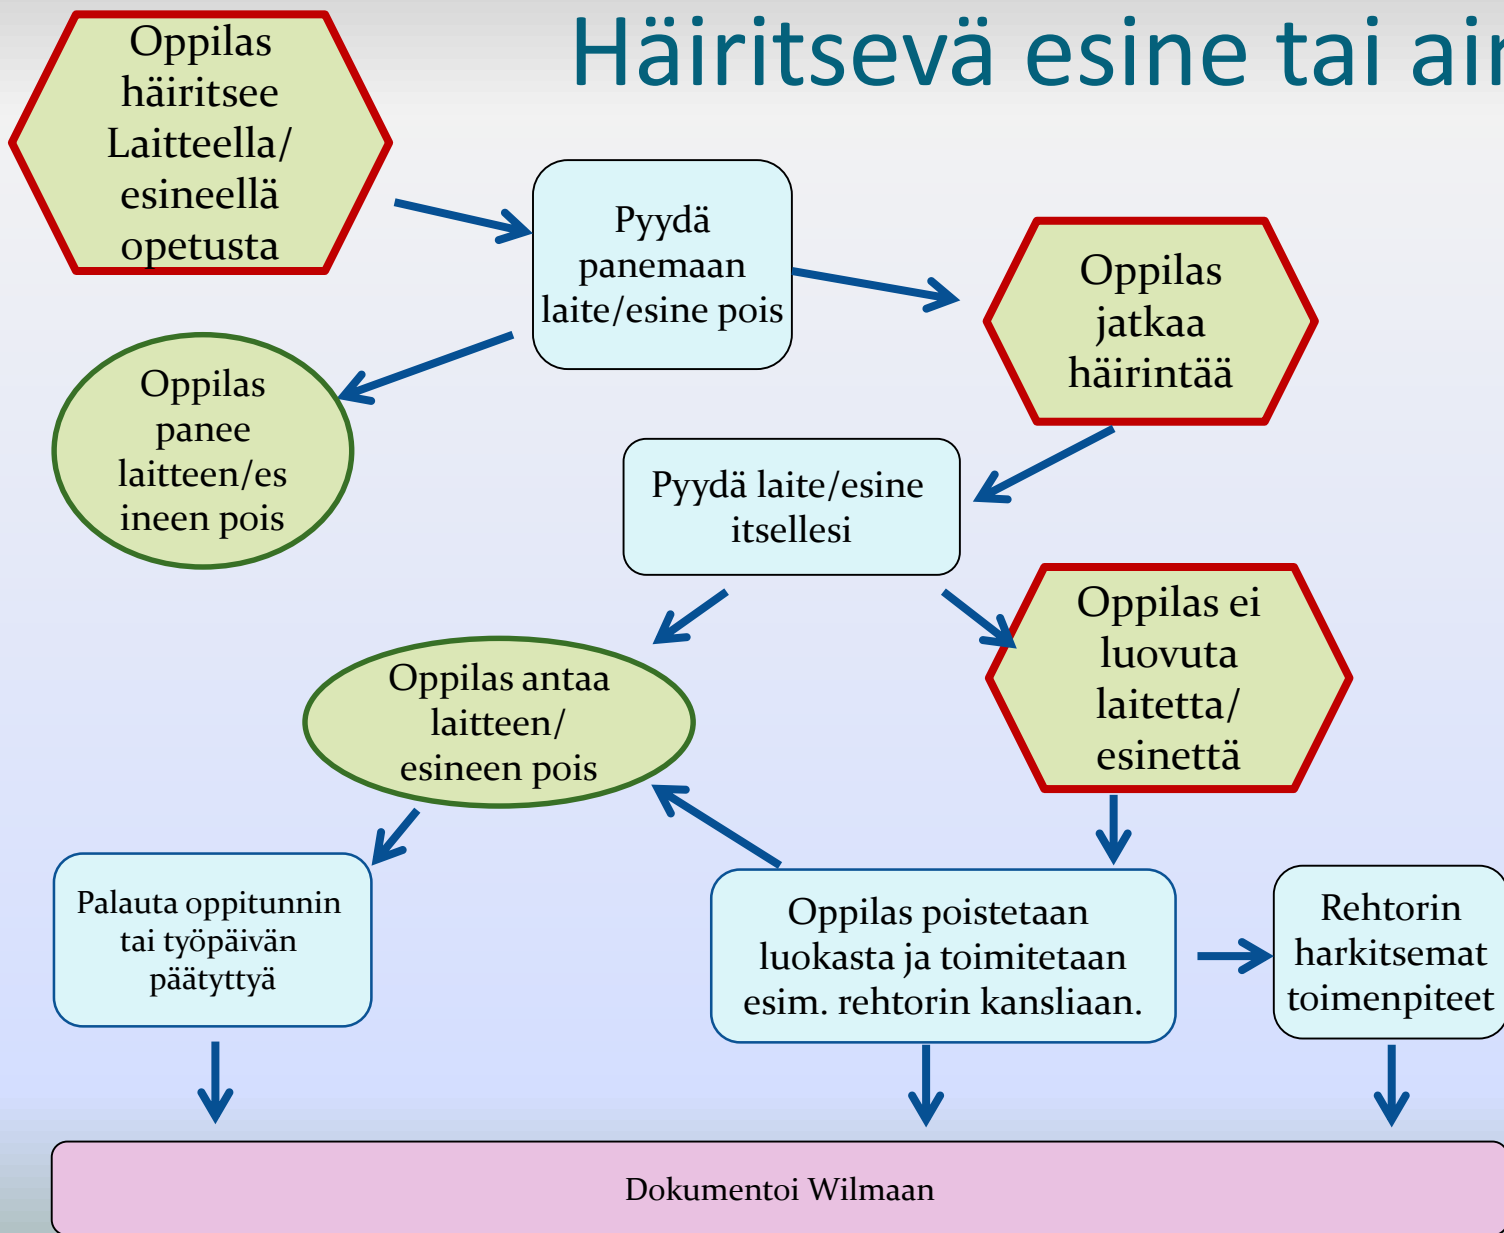 Häiritsevä esine tai
Oppilas
häiritsee
Laitteella/
esineellä
opetusta
Pyydä
panemaan
laite/esine pois
Oppilas
jatkaa
häirintää
Oppilas
panee
laitteen/es
ineen pois
Pyydä laite/esine
itsellesi
Oppilas ei
luovuta
laitetta/
esinettä
Oppilas antaa
laitteen/
esineen pois
Palauta oppitunnin
tai työpäivän
päätyttyä
Oppilas poistetaan
luokasta ja toimitetaan
esim. rehtorin kansliaan.
Rehtorin
harkitsemat
toimenpiteet
Dokumentoi Wilmaan